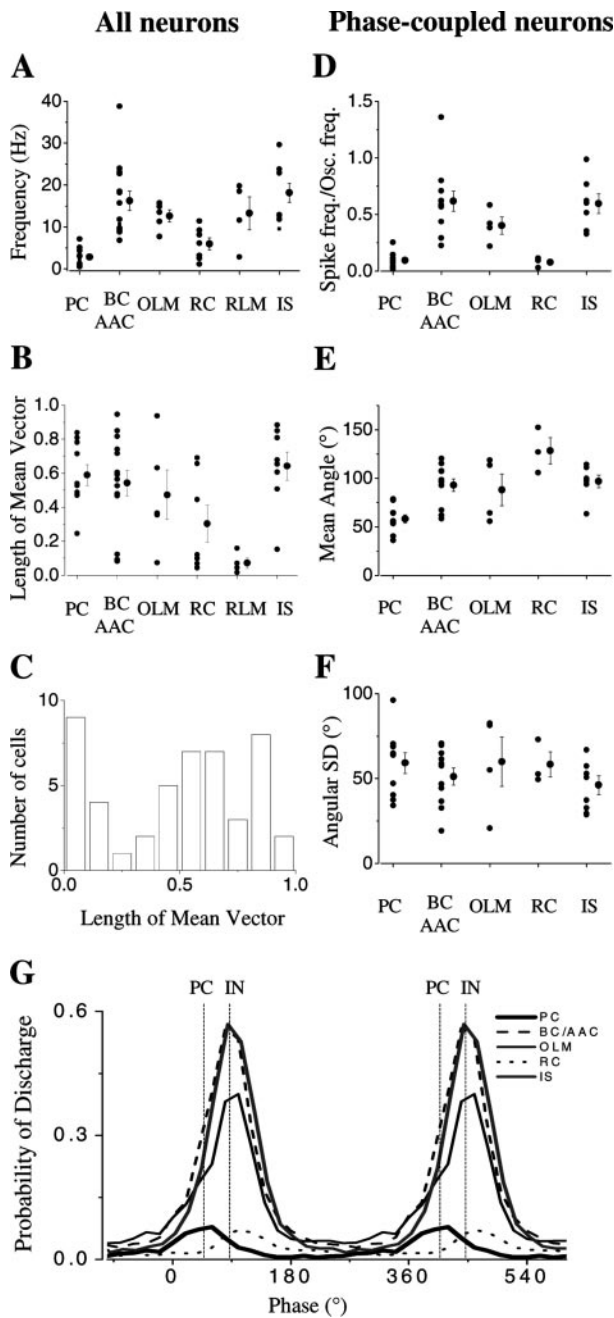 All neurons
Phase-coupled neurons
A
Frequency (Hz)
40
30
20
10
0
PC
BC
AAC
OLM
RC
RLM
IS
D
Spike freq./Osc. freq.
1.5
1.0
0.5
0.0
PC
BC
AAC
OLM
RC
IS
B
Length of Mean Vector
1.0
0.8
0.6
0.4
0.2
0.0
PC
BC
AAC
OLM
RC
RLM
IS
E
Mean Angle (°)
150
100
50
0
PC
BC
AAC
OLM
RC
IS
C
Number of cells
10
5
0
0.0
0.5
1.0
Length of Mean Vector
F
Angular SD (°)
100
50
0
PC
BC
AAC
OLM
RC
IS
G
PC IN
PC IN
PC
BC/AAC
OLM
RC
IS
Probability of Discharge
0.6
0.3
0.0
0
180
360
540
Phase (°)